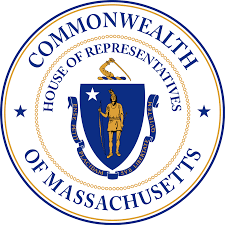 COMMONWEALTH
HOUSE OF REPRESENTATIVES
OF MASSACHUSETTS